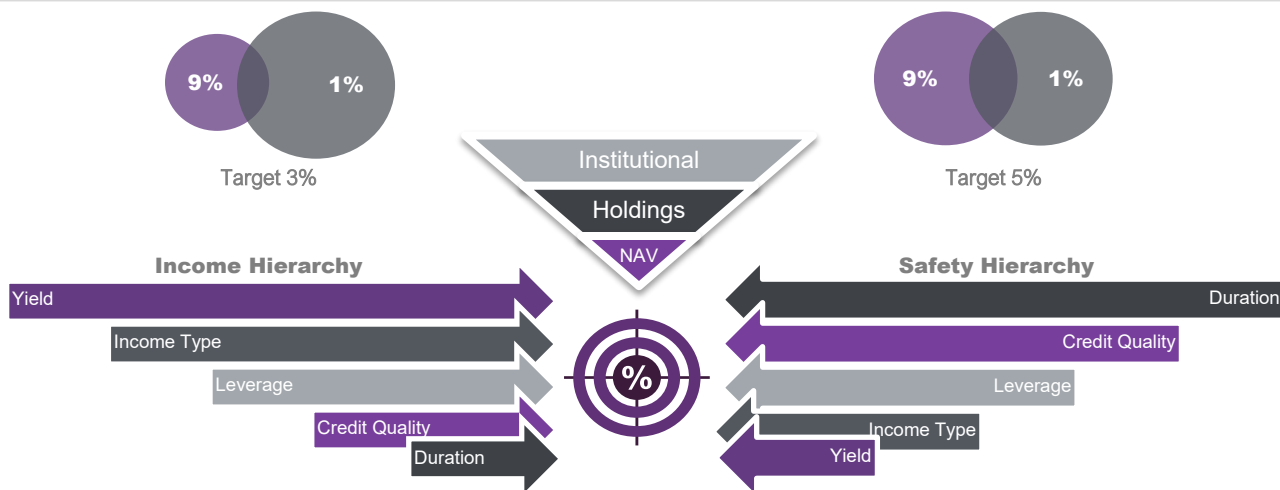 9%
1%
Target 3%
9%
1%
Target 5%
Institutional
Holdings
NAV
Income Hierarchy
Yield
Income Type
Leverage
Credit Quality
Duration
%
Safety Hierarchy
Duration
Credit Quality
Leverage
Income Type
Yield